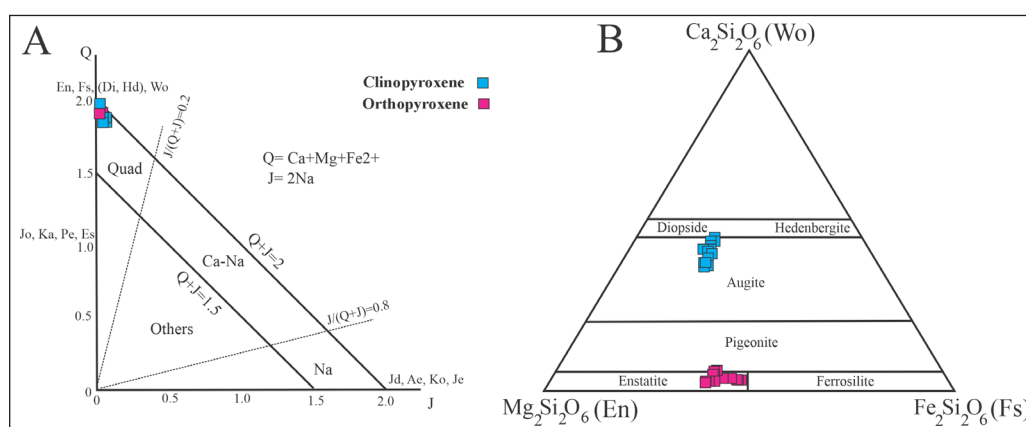 A
Q
En, Fs, (Di, Hd), Wo
2.0
J/(Q+J)=0.2
Clinopyroxene
Orthopyroxene
Q= Ca+Mg+Fe2+
J= 2Na
Quad
1.5
Jo, Ka, Pe, Es
1.0
Q+J=2
Ca-Na
Q+J=1.5
0.5
Others
J/(Q+J)=0.8
Na
Jd, Ae, Ko, Je
0
0
0.5
1.0
1.5
2.0
J
B
Ca2Si2O6 (Wo)
Diopside
Hedenbergite
Augite
Pigeonite
Enstatite
Ferrosilite
Mg2Si2O6 (En)
Fe2Si2O6 (Fs)